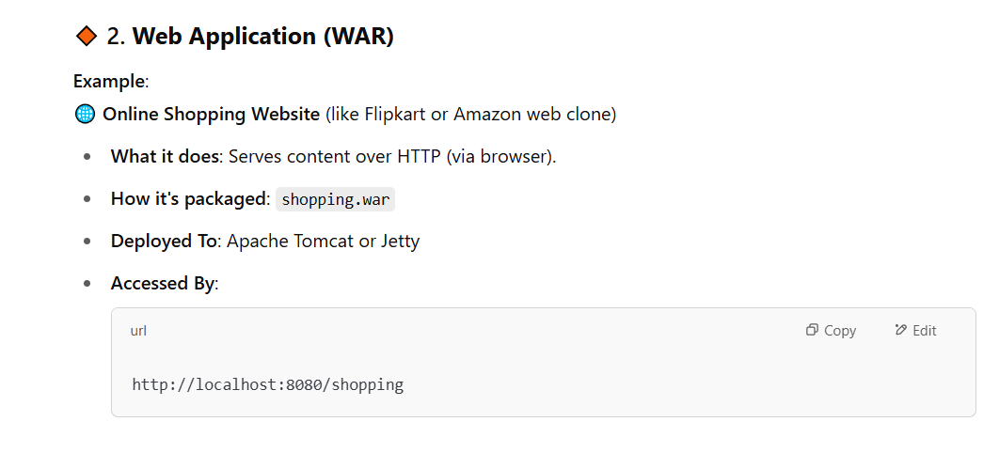 2. Web Application (WAR)
Example:
Online Shopping Website (like Flipkart or Amazon web clone)
What it does: Serves content over HTTP (via browser).
How it's packaged: shopping.war
Deployed To: Apache Tomcat or Jetty
Accessed By:
url Copy Edit
http://localhost:8080/shopping